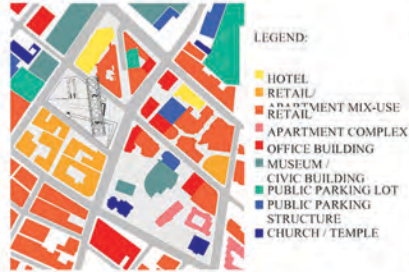 LEGEND:
HOTEL
RETAIL/
APARTMENT MIX-USE
RETAIL
APARTMENT COMPLEX
OFFICE BUILDING
MUSEUM /
CIVIC BUILDING
PUBLIC PARKING LOT
PUBLIC PARKING
STRUCTURE
CHURCH / TEMPLE